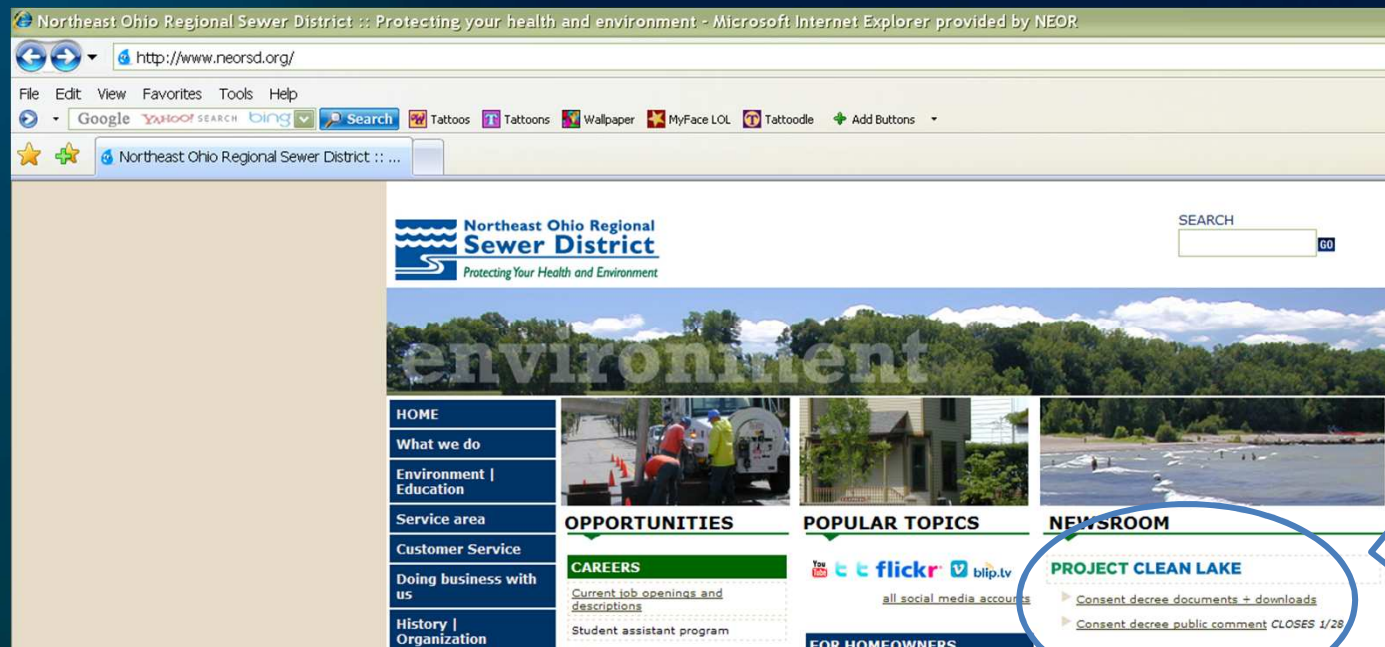 Northeast Ohio Regional Sewer District :: Protecting your health and environment - Microsoft Internet Explorer provided by NEOR
http://www.neorsd.org/
File Edit View Favorites Tools Help
Google YAHOO! SEARCH bing Search Tattoos Tattoons Wallpaper MyFace LOL Tattoodle Add Buttons
Northeast Ohio Regional Sewer District :: ...
Northeast Ohio Regional
Sewer District
Protecting Your Health and Environment
SEARCH
GO
environment
HOME
What we do
Environment |
Education
Service area
Customer Service
Doing business with
us
History |
Organization
OPPORTUNITIES
CAREERS
Current job openings and
descriptions
Student assistant program
POPULAR TOPICS
You Tube t t flickr blip.tv
all social media accounts
FOR HOMEOWNERS
NEWSROOM
PROJECT CLEAN LAKE
Consent decree documents + downloads
Consent decree public comment CLOSES 1/28